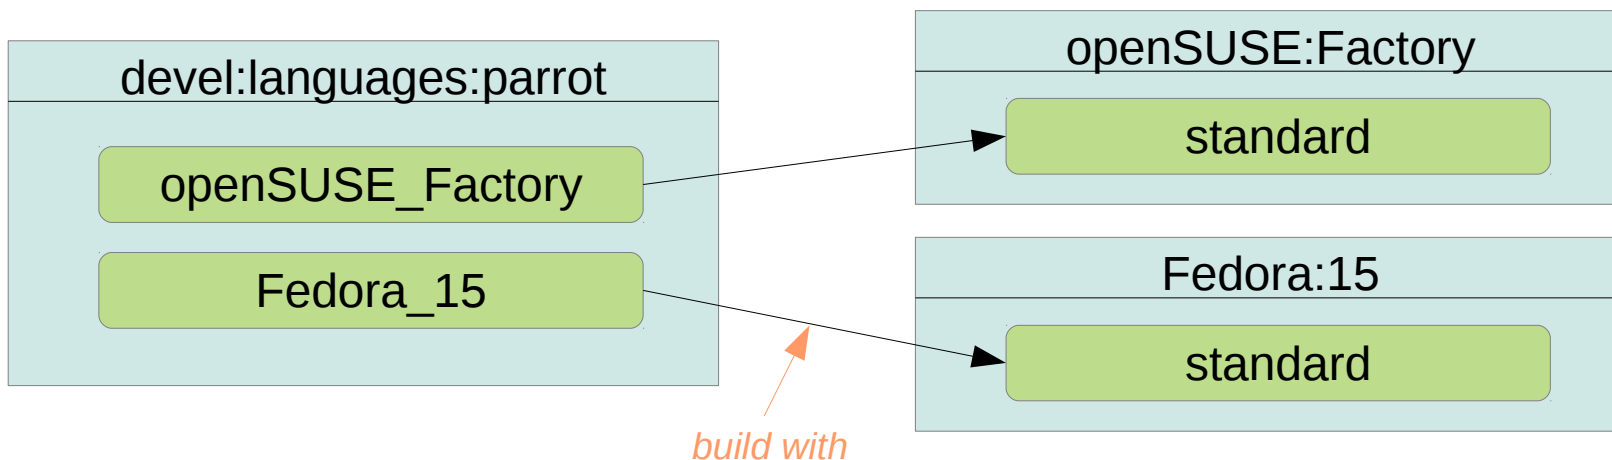 devel:languages:parrot
openSUSE_Factory
Fedora_15
openSUSE:Factory
standard
Fedora:15
standard
build with